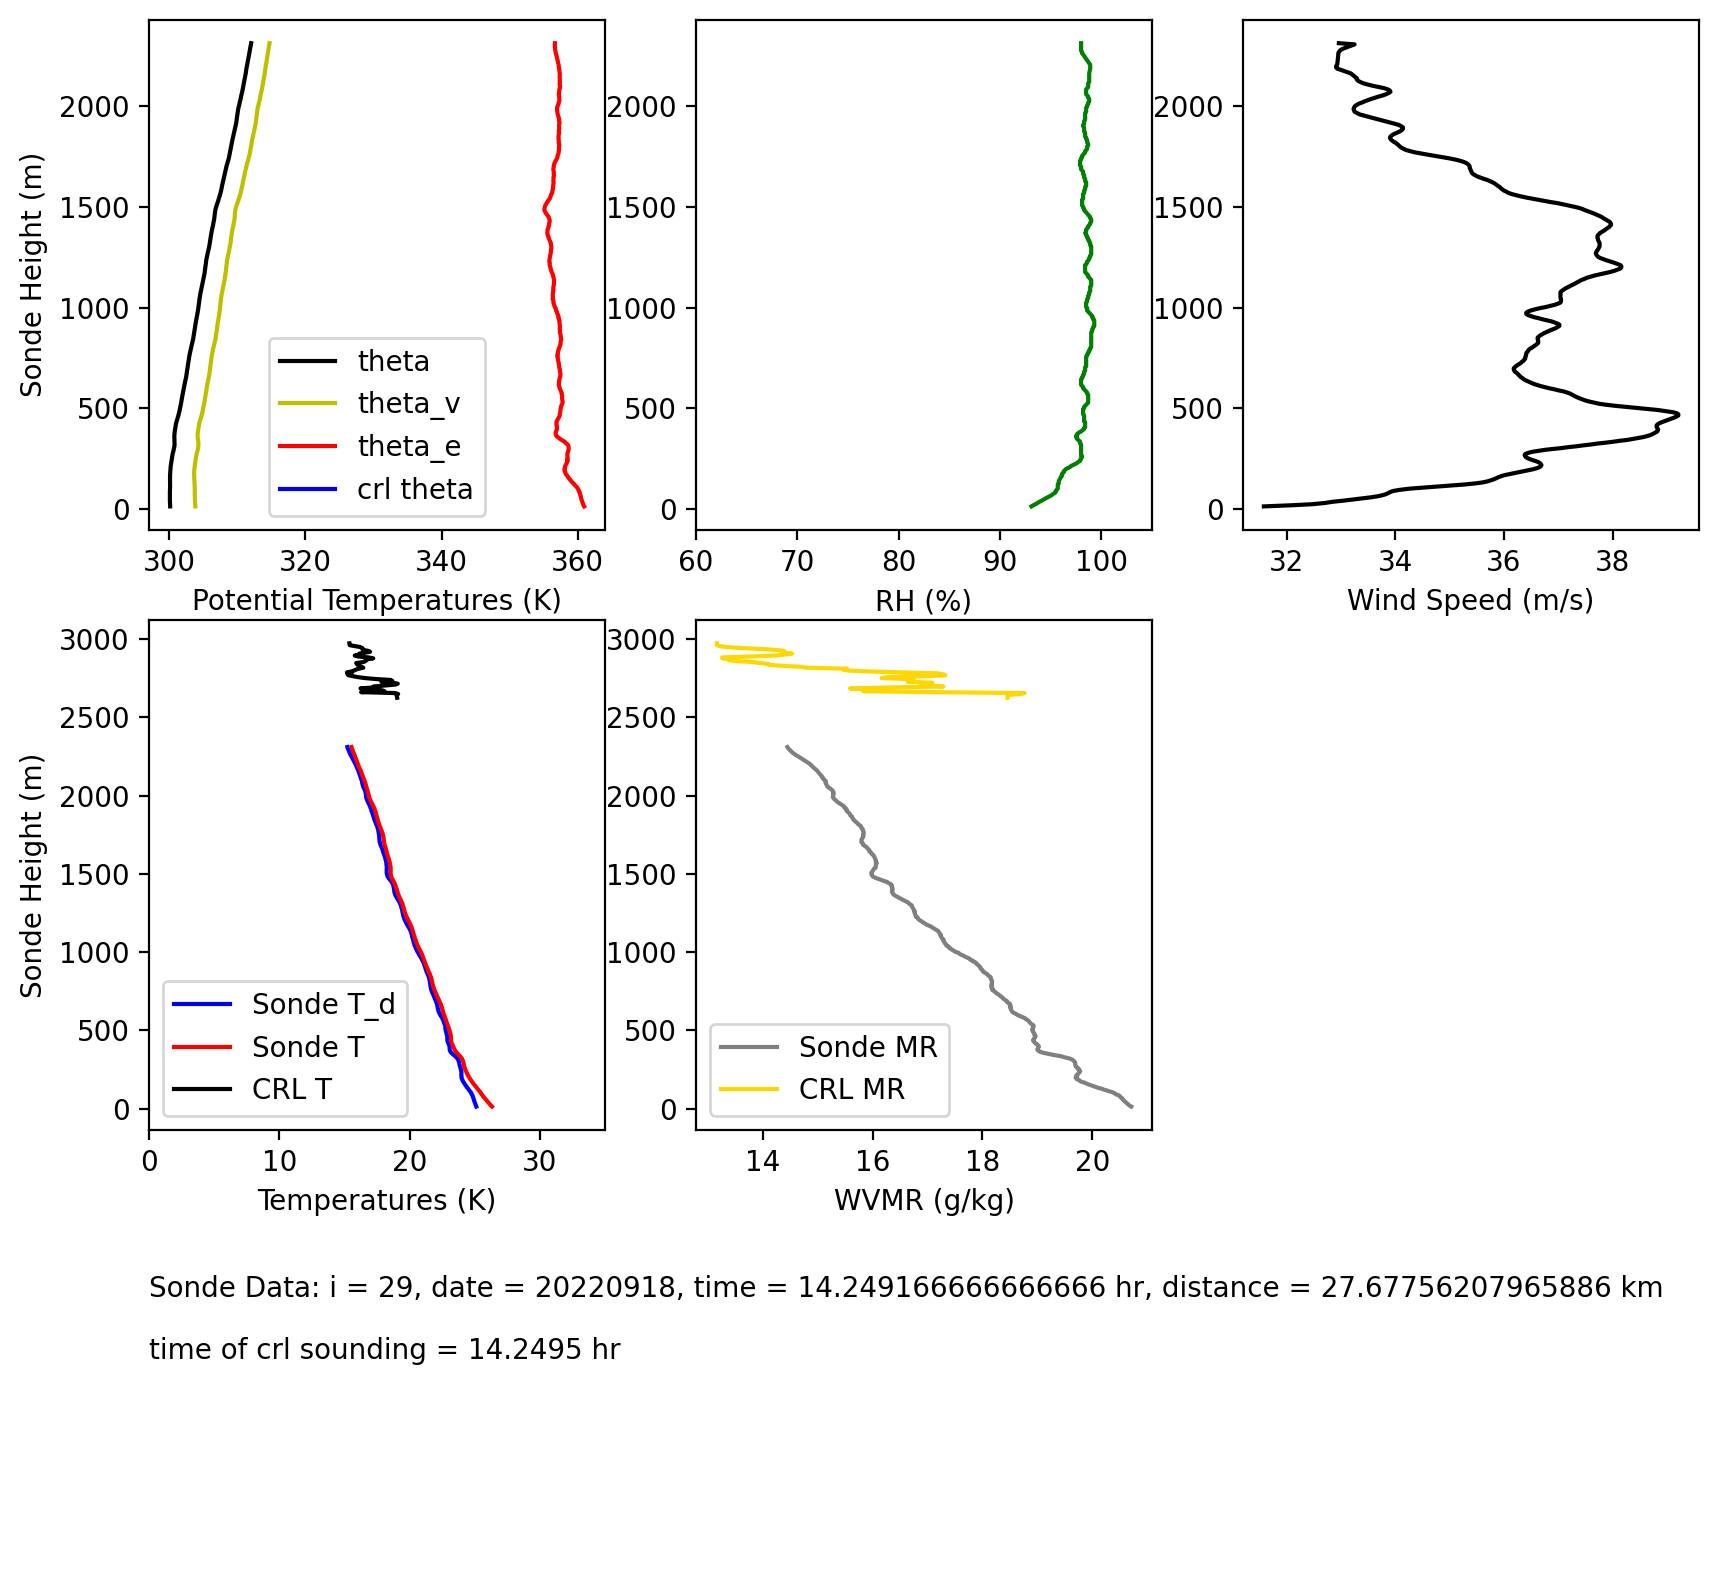 Sonde Height (m)
2000
1500
1000
500
0
theta
theta_v
theta_e
crl theta
300
320
340
360
Potential Temperatures (K)
2000
1500
1000
500
0
60
70
80
90
100
RH (%)
2000
1500
1000
500
0
32
34
36
38
Wind Speed (m/s)
Sonde Height (m)
3000
2500
2000
1500
1000
500
0
Sonde T_d
Sonde T
CRL T
0
10
20
30
Temperatures (K)
3000
2500
2000
1500
1000
500
0
Sonde MR
CRL MR
14
16
18
20
WVMR (g/kg)
Sonde Data: i = 29, date = 20220918, time = 14.249166666666666 hr, distance = 27.67756207965886 km
time of crl sounding = 14.2495 hr